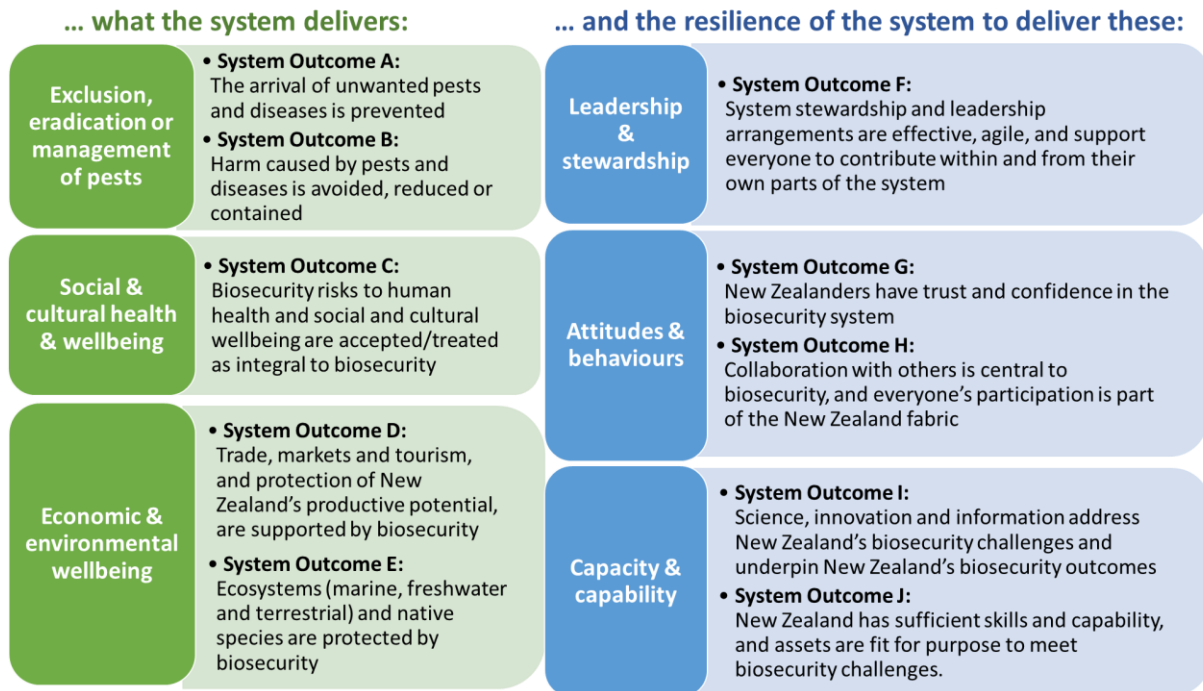 … what the system delivers:
Exclusion,
eradication or
management
of pests
• System Outcome A:
The arrival of unwanted pests
and diseases is prevented
• System Outcome B:
Harm caused by pests and
diseases is avoided, reduced or
contained
Social &
cultural health
& wellbeing
• System Outcome C:
Biosecurity risks to human
health and social and cultural
wellbeing are accepted/treated
as integral to biosecurity
Economic &
environmental
wellbeing
• System Outcome D:
Trade, markets and tourism,
and protection of New
Zealand’s productive potential,
are supported by biosecurity
• System Outcome E:
Ecosystems (marine, freshwater
and terrestrial) and native
species are protected by
biosecurity
… and the resilience of the system to deliver these:
Leadership
&
stewardship
• System Outcome F:
System stewardship and leadership
arrangements are effective, agile, and support
everyone to contribute within and from their
own parts of the system
Attitudes &
behaviours
• System Outcome G:
New Zealanders have trust and confidence in the
biosecurity system
• System Outcome H:
Collaboration with others is central to
biosecurity, and everyone’s participation is part
of the New Zealand fabric
Capacity &
capability
• System Outcome I:
Science, innovation and information address
New Zealand’s biosecurity challenges and
underpin New Zealand’s biosecurity outcomes
• System Outcome J:
New Zealand has sufficient skills and capability,
and assets are fit for purpose to meet
biosecurity challenges.